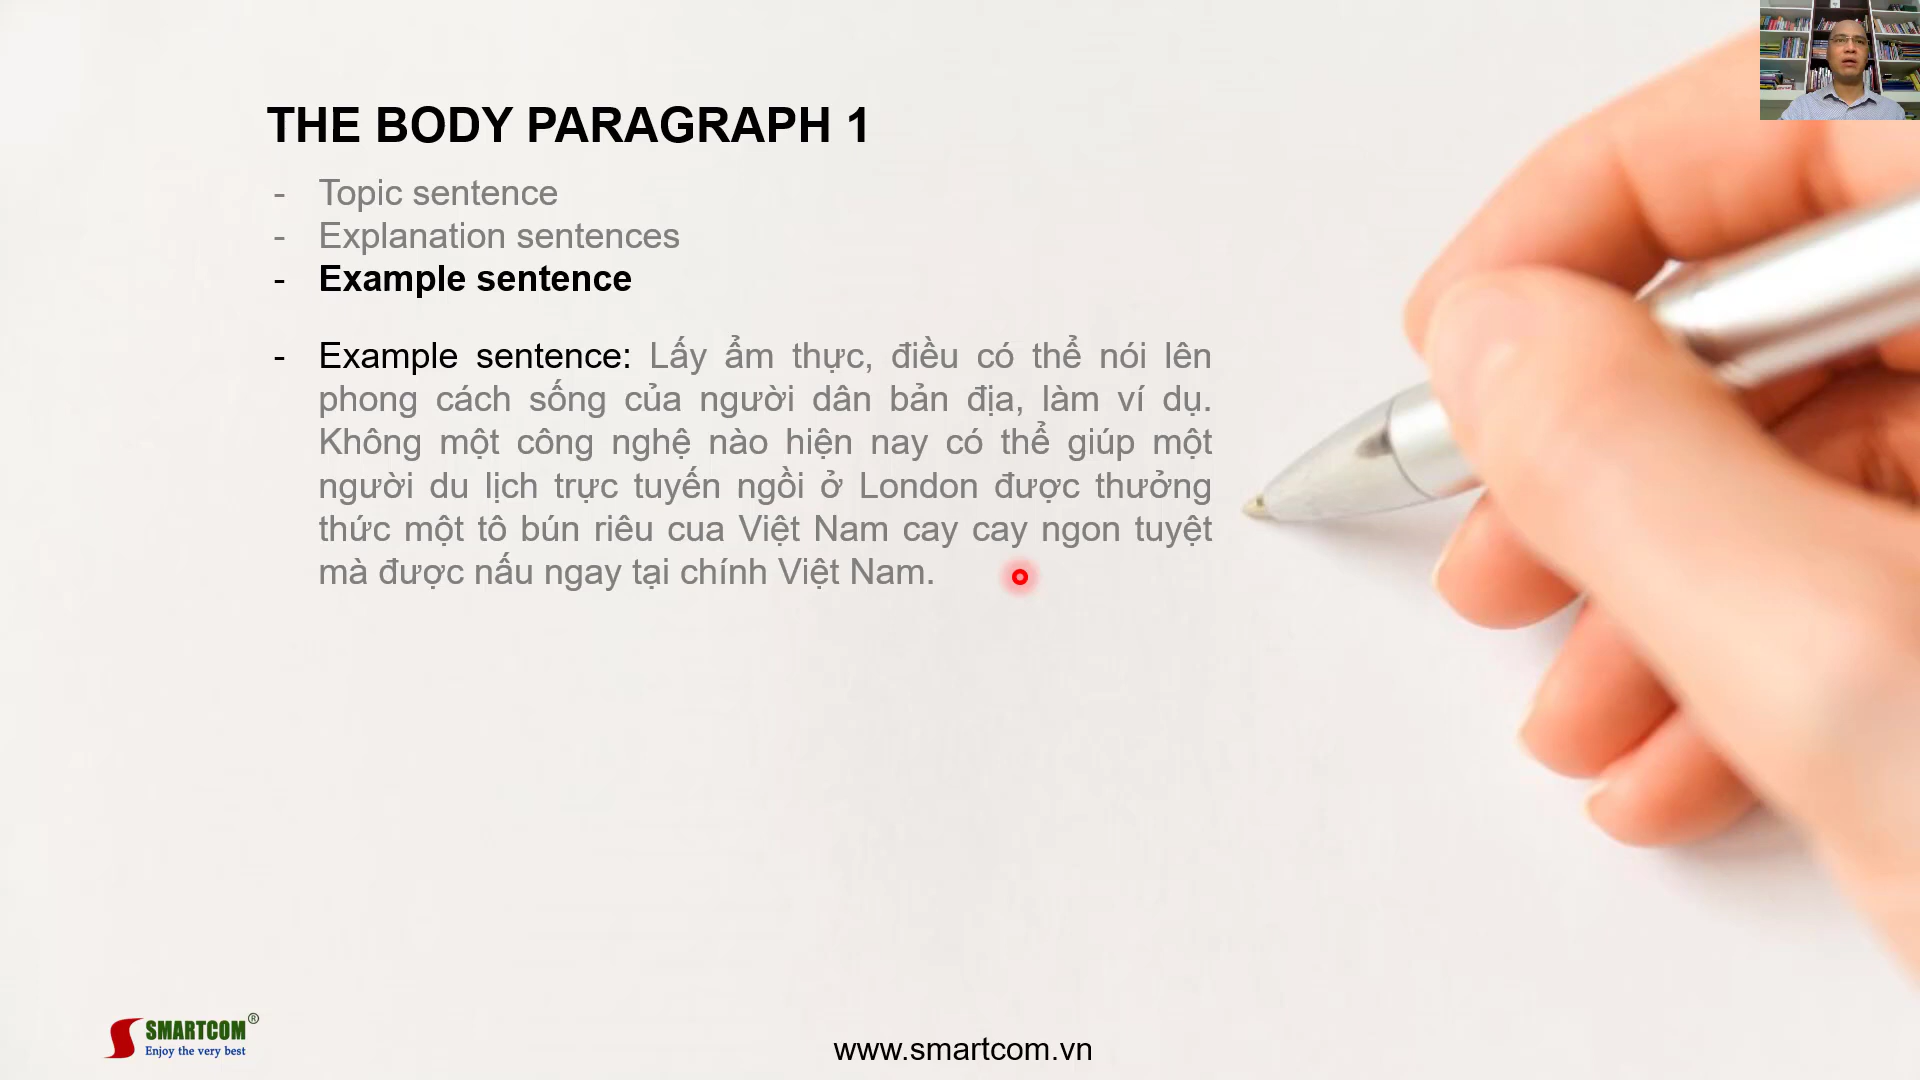 THE BODY PARAGRAPH 1
- Topic sentence
- Explanation sentences
- Example sentence
- Example sentence: Lấy ẩm thực, điều có thể nói lên
phong cách sống của người dân bản địa, làm ví dụ.
Không một công nghệ nào hiện nay có thể giúp một
người du lịch trực tuyến ngồi ở London được thưởng
thức một tô bún riêu cua Việt Nam cay cay ngon tuyệt
mà được nấu ngay tại chính Việt Nam.
SMARTCOM®
Enjoy the very best
www.smartcom.vn